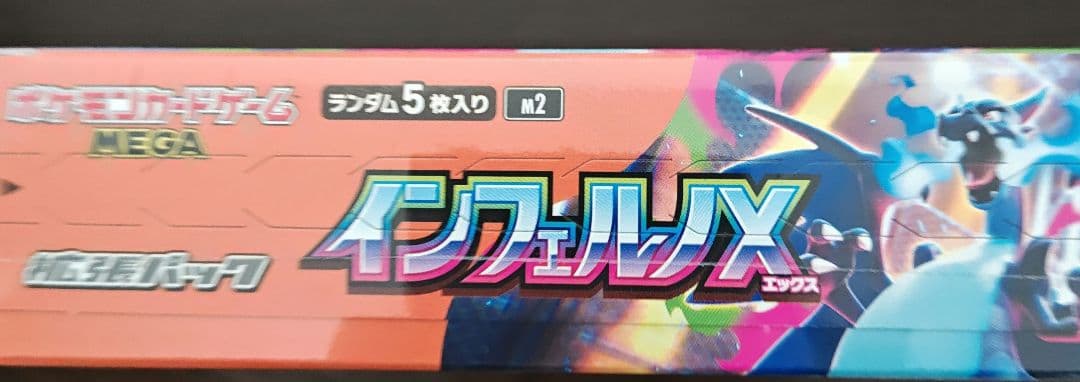 ポケモンカードゲーム
MEGA
ランダム5枚入り M2
拡張パック
インフェルノX
エックス